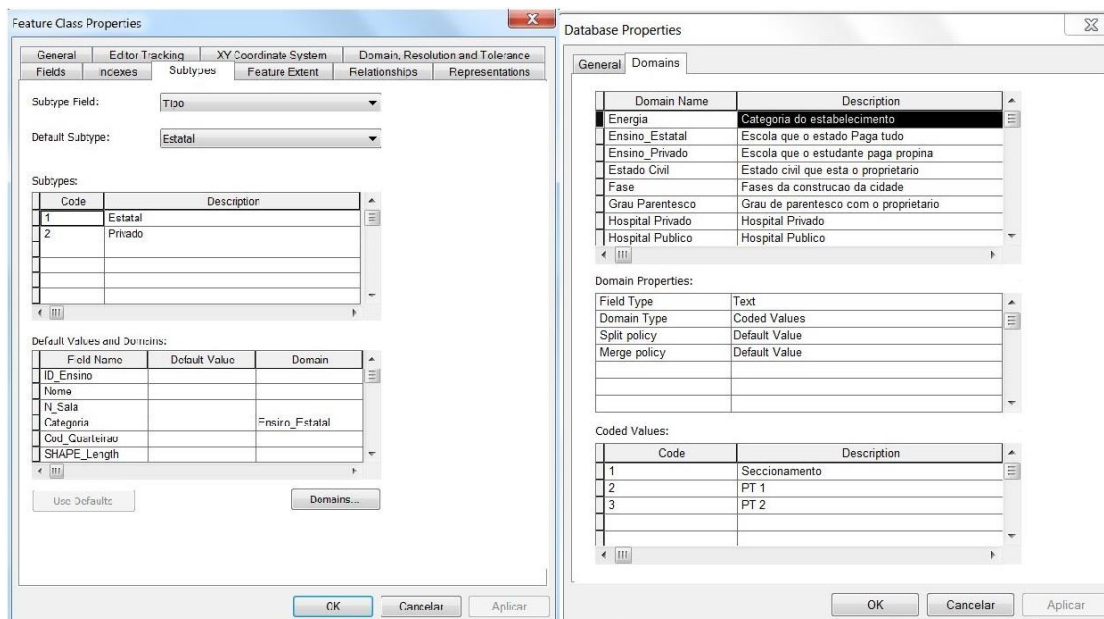 Feature Class Properties
General Editor Tracking XY Coordinate System Domain, Resolution and Tolerance
Fields Indexes Subtypes Feature Extent Relationships Representations
Subtype Field: Tipo
Default Subtype: Estatal
Subtypes:
Code Description
1 Estatal
2 Privado
Default Values and Domains:
Field Name Default Value Domain
ID_Ensino
Nome
N_Sala
Categoria Ensino_Estatal
Cod_Quarteirao
SHAPE_Length
Use Defaults Domains...
OK Cancelar Aplicar
Database Properties
General Domains
Domain Name Description
Energia Categoria do estabelecimento
Ensino_Estatal Escola que o estado Paga tudo
Ensino_Privado Escola que o estudante paga propina
Estado Civil Estado civil que esta o proprietario
Fase Fases da construcao da cidade
Grau Parentesco Grau de parentesco com o proprietario
Hospital Privado Hospital Privado
Hospital Publico Hospital Publico
Domain Properties:
Field Type Text
Domain Type Coded Values
Split policy Default Value
Merge policy Default Value
Coded Values:
Code Description
1 Seccionamento
2 PT 1
3 PT 2
OK Cancelar Aplicar